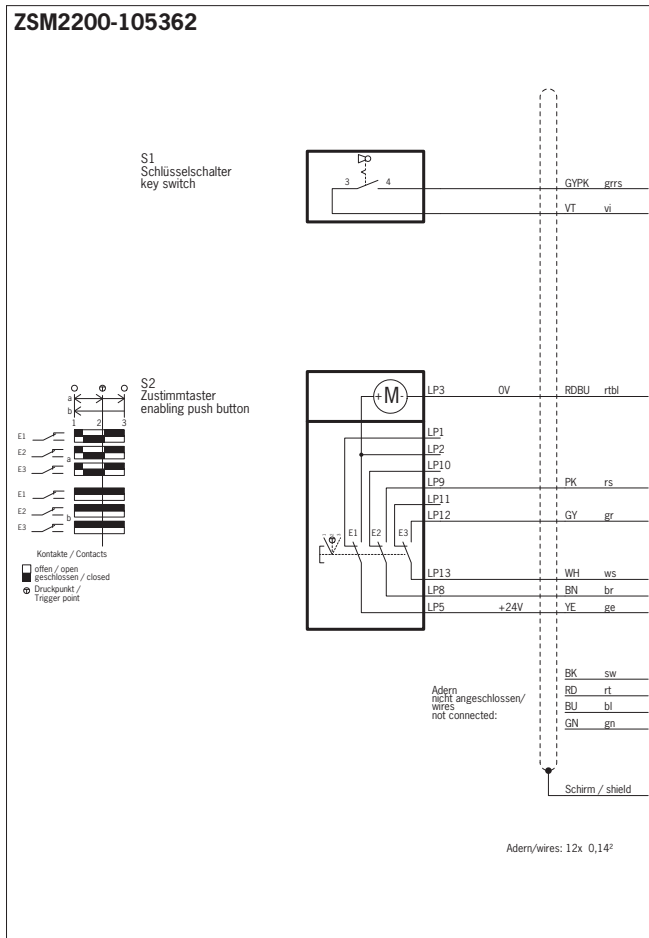 ZSM2200-105362
S1
Schlüsselschalter
key switch
3 4
GYPK grrs
VT vi
S2
Zustimmtaster
enabling push button
a
b
1 2 3
E1
E2
a
E3
E1
E2
b
E3
Kontakte / Contacts
offen / open
geschlossen / closed
Druckpunkt /
Trigger point
+M-
LP3 0V RDBU rtbl
LP1
LP2
LP10
LP9 PK rs
LP11
LP12 GY gr
E1 E2 E3
LP13 WH ws
LP8 BN br
LP5 +24V YE ge
Adern
nicht angeschlossen/
wires
not connected:
BK sw
RD rt
BU bl
GN gn
Schirm / shield
Adern/wires: 12x 0,14²